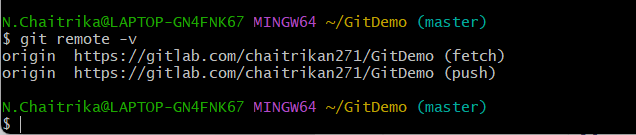 N.Chaitrika@LAPTOP-GN4FNK67 MINGW64 ~/GitDemo (master)
$ git remote -v
origin  https://gitlab.com/chaitrikan271/GitDemo (fetch)
origin  https://gitlab.com/chaitrikan271/GitDemo (push)
N.Chaitrika@LAPTOP-GN4FNK67 MINGW64 ~/GitDemo (master)
$